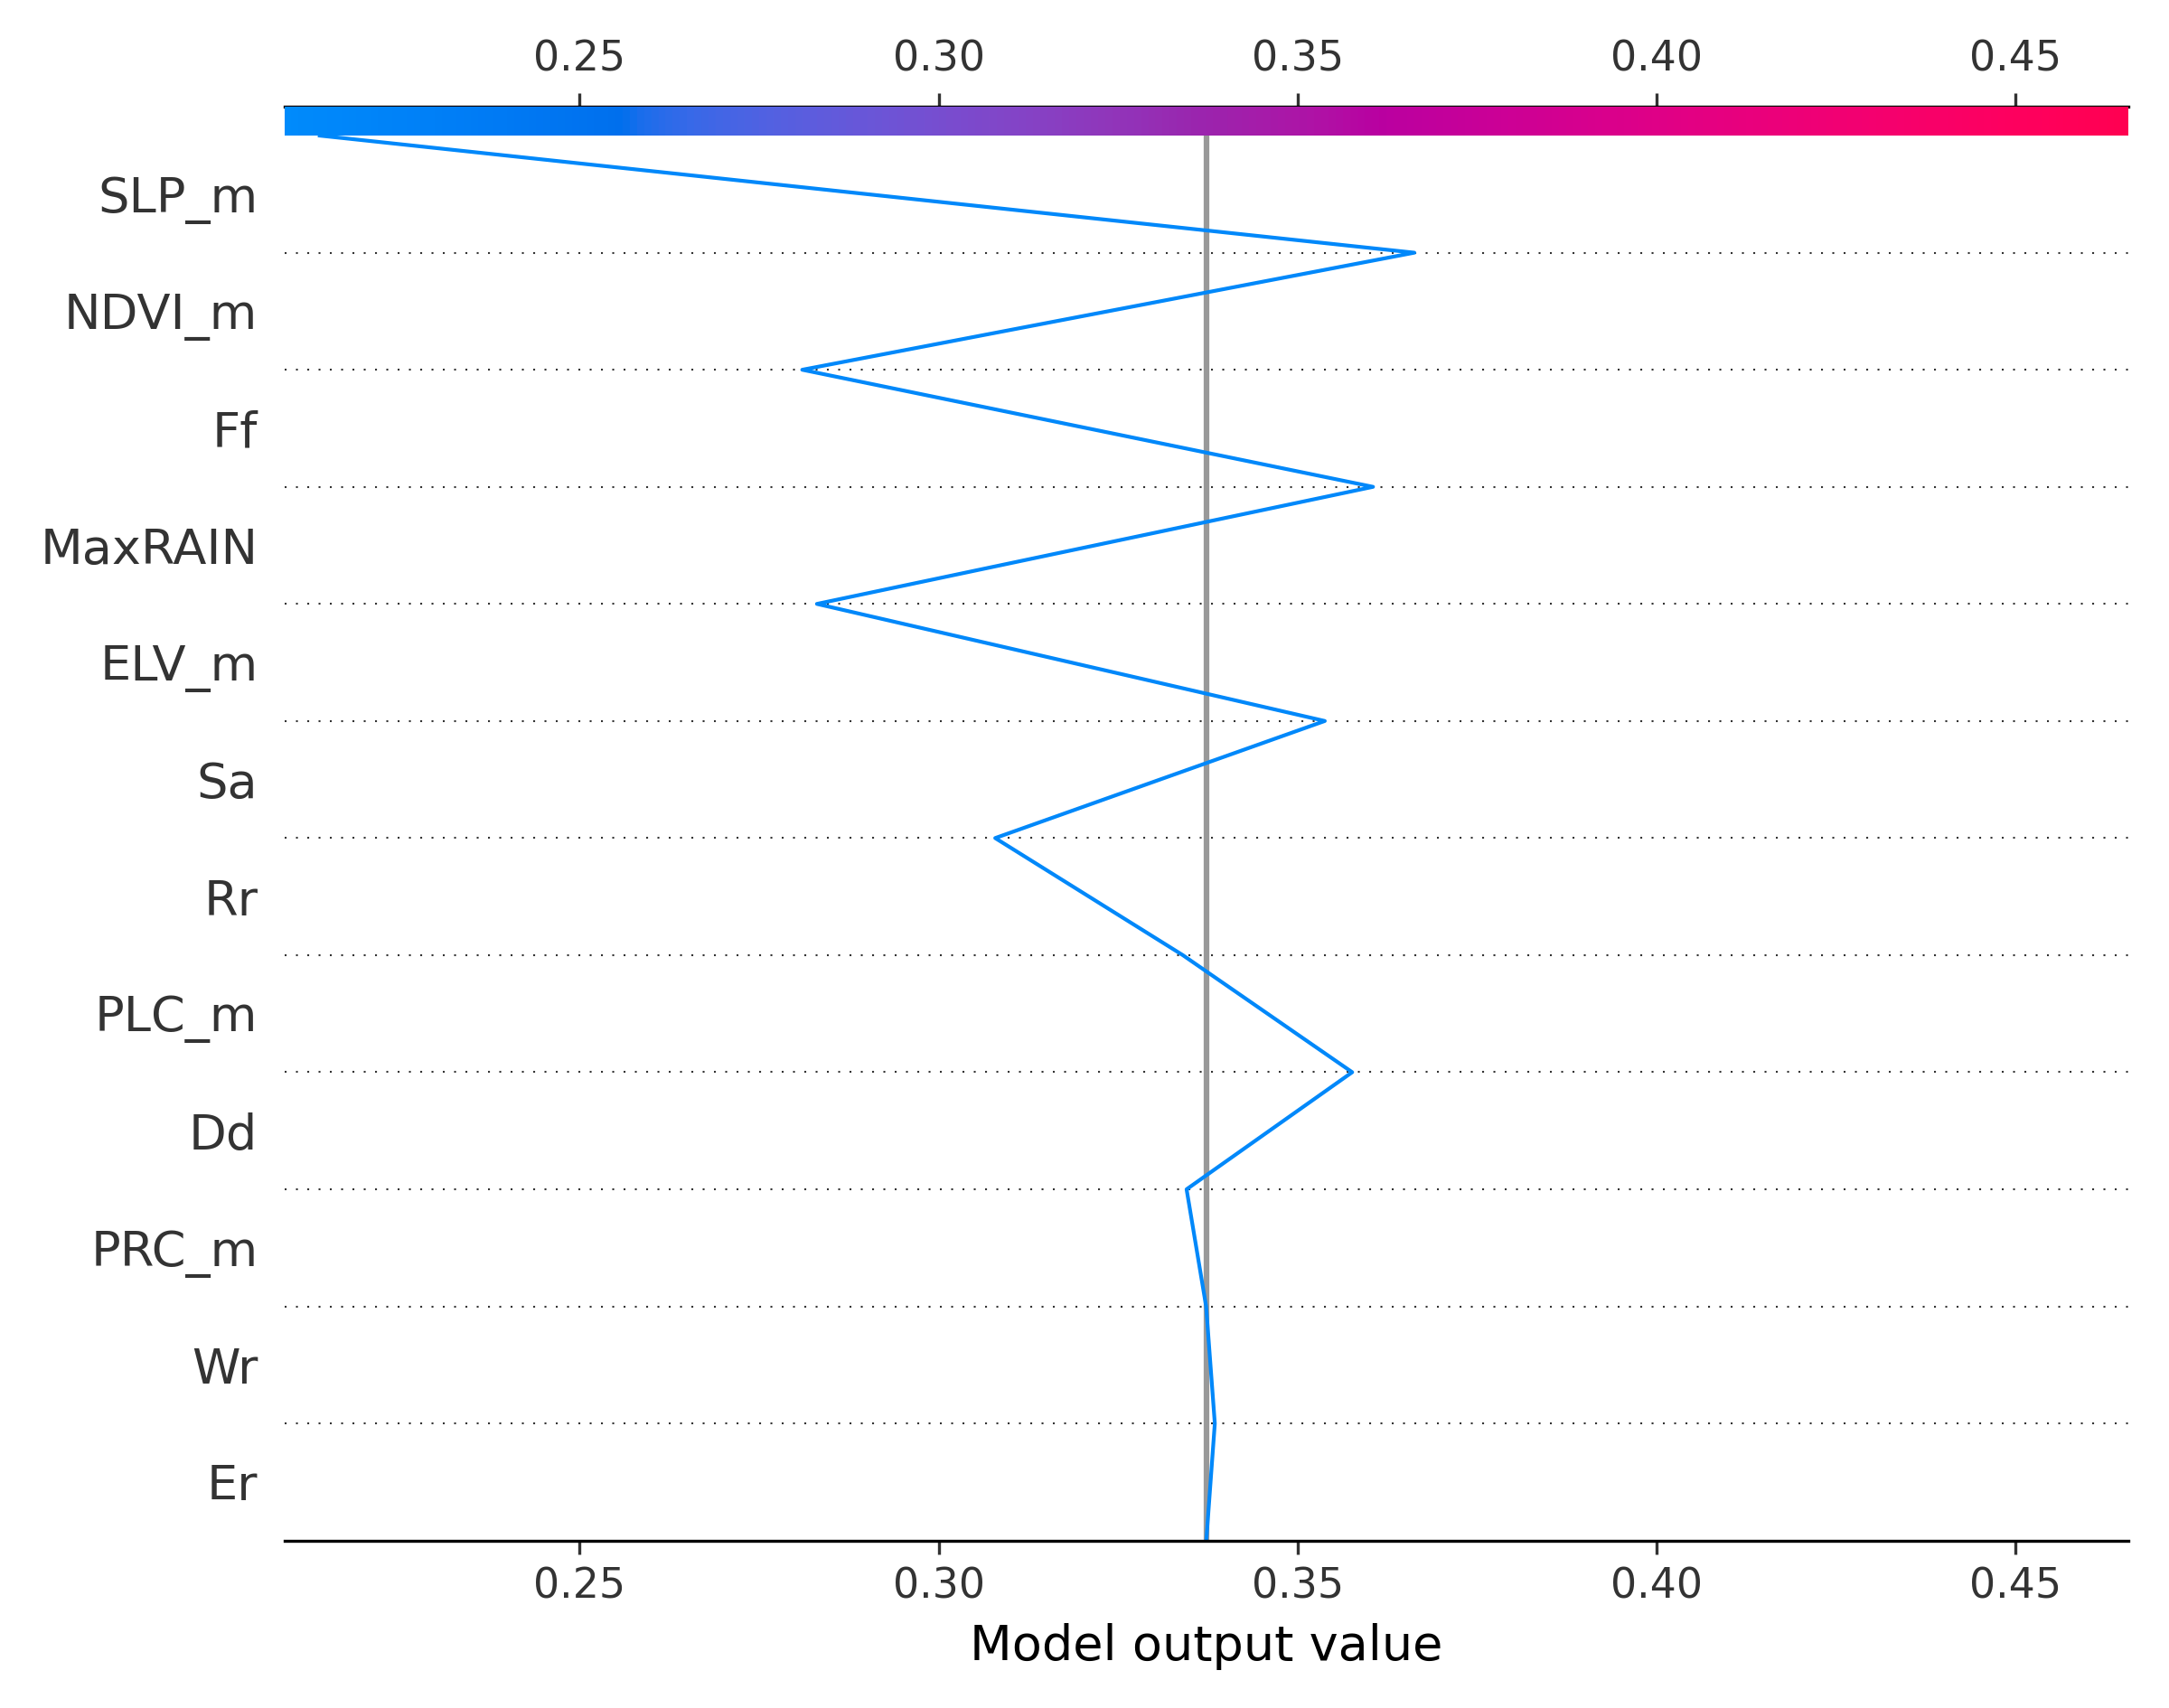 0.25 0.30 0.35 0.40 0.45
SLP_m
NDVI_m
Ff
MaxRAIN
ELV_m
Sa
Rr
PLC_m
Dd
PRC_m
Wr
Er
0.25 0.30 0.35 0.40 0.45
Model output value